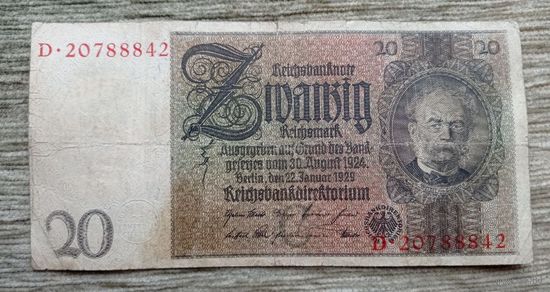 D·20788842
20 20
Reichsbanknote
Zwanzig
Reichsmark
Ausgegeben auf Grund des Bank-
gesetzes vom 30. August 1924
Berlin, den 22. Januar 1929
Reichsbankdirektorium
20
D·20788842